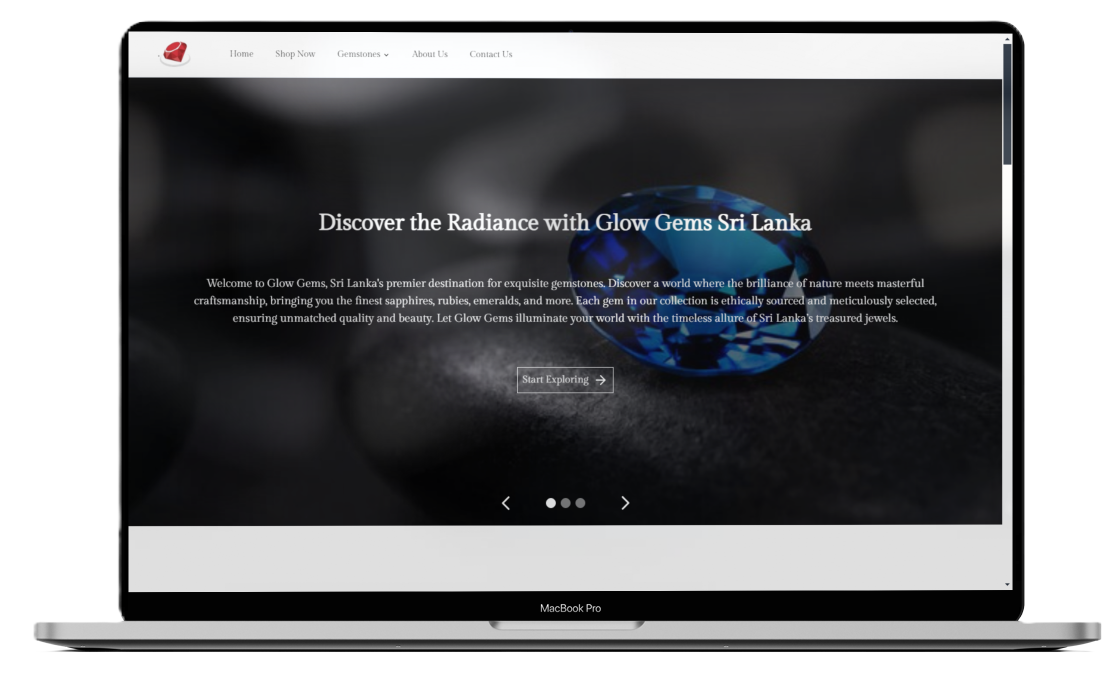 Home Shop Now Gemstones About Us Contact Us
Discover the Radiance with Glow Gems Sri Lanka
Welcome to Glow Gems, Sri Lanka's premier destination for exquisite gemstones. Discover a world where the brilliance of nature meets masterful
craftsmanship, bringing you the finest sapphires, rubies, emeralds, and more. Each gem in our collection is ethically sourced and meticulously selected,
ensuring unmatched quality and beauty. Let Glow Gems illuminate your world with the timeless allure of Sri Lanka's treasured jewels.
Start Exploring
MacBook Pro